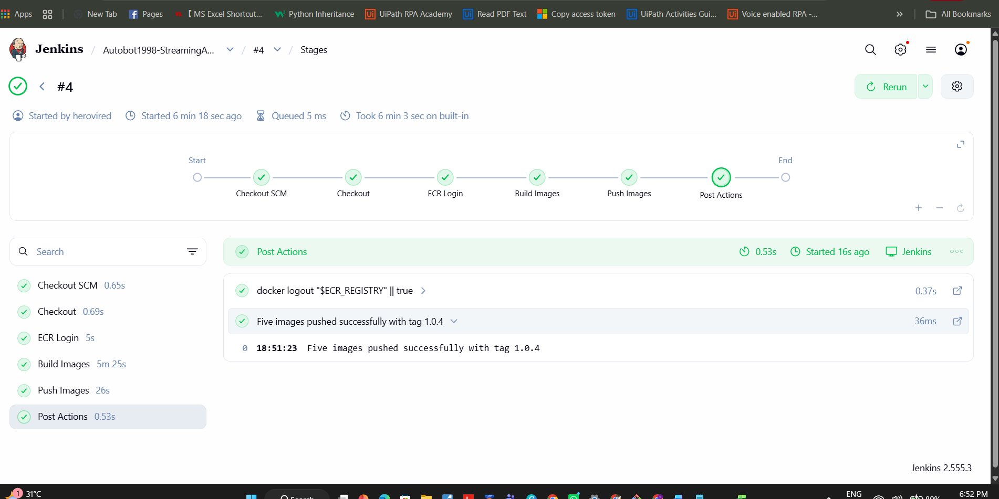 Apps
New Tab
Pages
【 MS Excel Shortcut...
Python Inheritance
UiPath RPA Academy
Read PDF Text
Copy access token
UiPath Activities Gui...
Voice enabled RPA -...
»
All Bookmarks
Jenkins / Autobot1998-StreamingA... / #4 / Stages
#4
Rerun
Started by herovired
Started 6 min 18 sec ago
Queued 5 ms
Took 6 min 3 sec on built-in
Start
End
Checkout SCM
Checkout
ECR Login
Build Images
Push Images
Post Actions
Search
Checkout SCM 0.65s
Checkout 0.69s
ECR Login 5s
Build Images 5m 25s
Push Images 26s
Post Actions 0.53s
Post Actions
0.53s
Started 16s ago
Jenkins
docker logout "$ECR_REGISTRY" || true
0.37s
Five images pushed successfully with tag 1.0.4
36ms
0 18:51:23 Five images pushed successfully with tag 1.0.4
Jenkins 2.555.3
1
31°C
Search
ENG
80%
6:52 PM